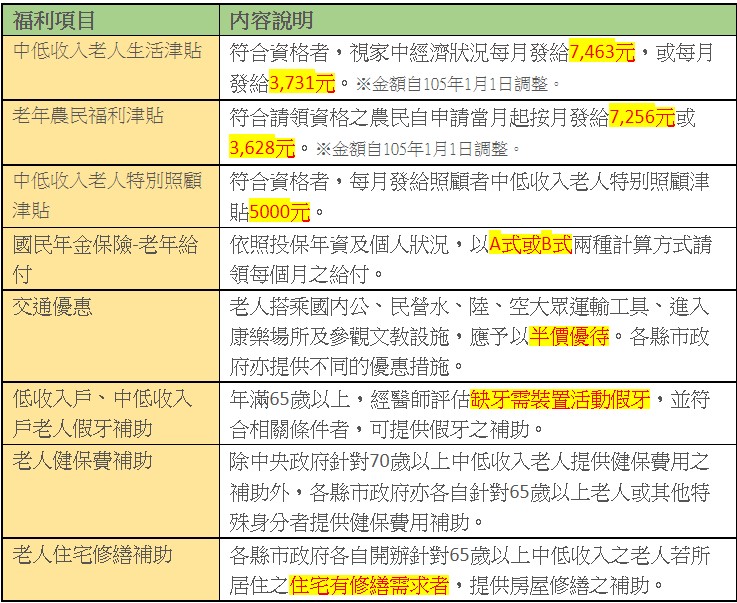 福利項目
內容說明
中低收入老人生活津貼
符合資格者，視家中經濟狀況每月發給7,463元，或每月
發給3,731元。※金額自105年1月1日調整。
老年農民福利津貼
符合請領資格之農民自申請當月起按月發給7,256元或
3,628元。※金額自105年1月1日調整。
中低收入老人特別照顧
津貼
符合資格者，每月發給照顧者中低收入老人特別照顧津
貼5000元。
國民年金保險-老年給
付
依照投保年資及個人狀況，以A式或B式兩種計算方式請
領每個月之給付。
交通優惠
老人搭乘國內公、民營水、陸、空大眾運輸工具、進入
康樂場所及參觀文教設施，應予以半價優待。各縣市政
府亦提供不同的優惠措施。
低收入戶、中低收入
戶老人假牙補助
年滿65歲以上，經醫師評估缺牙需裝置活動假牙，並符
合相關條件者，可提供假牙之補助。
老人健保費補助
除中央政府針對70歲以上中低收入老人提供健保費用之
補助外，各縣市政府亦各自針對65歲以上老人或其他特
殊身分者提供健保費用補助。
老人住宅修繕補助
各縣市政府各自開辦針對65歲以上中低收入之老人若所
居住之住宅有修繕需求者，提供房屋修繕之補助。